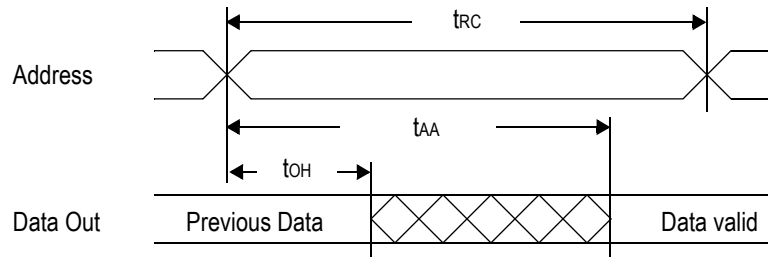 tRC
Address
tAA
tOH
Data Out Previous Data Data valid